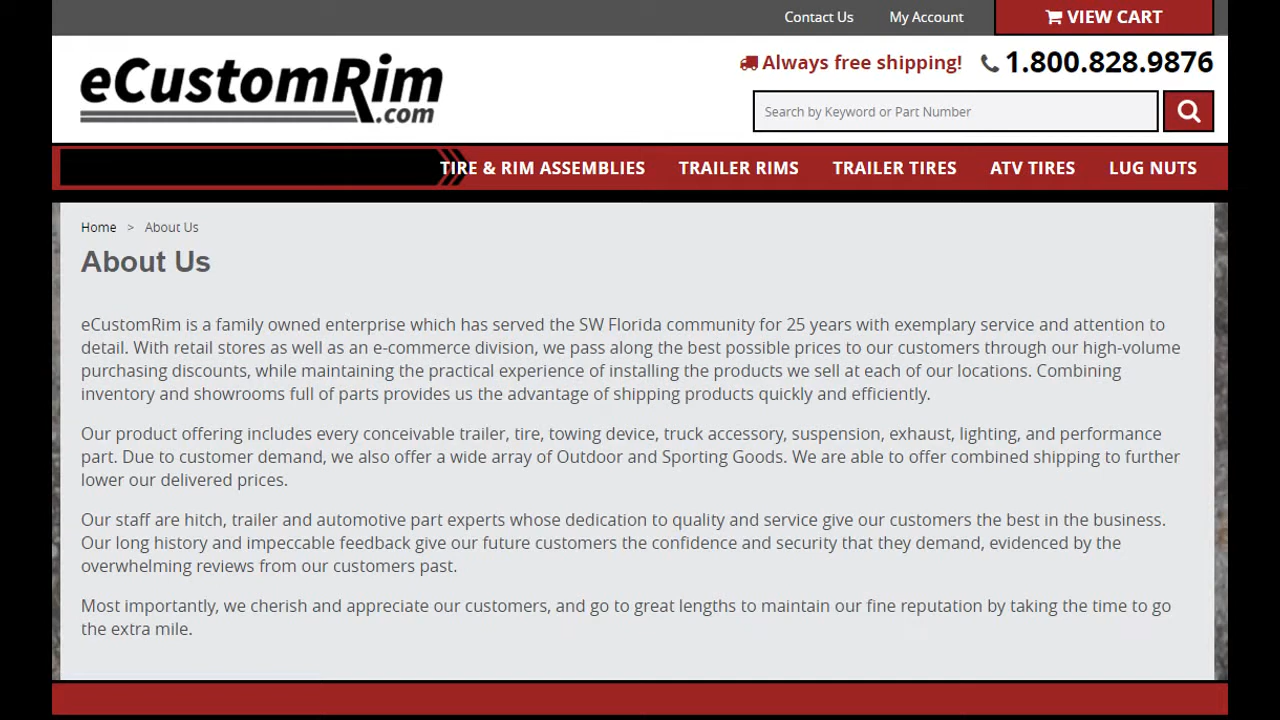 Contact Us My Account VIEW CART
eCustomRim
.com
Always free shipping! 1.800.828.9876
Search by Keyword or Part Number
TIRE & RIM ASSEMBLIES TRAILER RIMS TRAILER TIRES ATV TIRES LUG NUTS
Home > About Us
About Us
eCustomRim is a family owned enterprise which has served the SW Florida community for 25 years with exemplary service and attention to
detail. With retail stores as well as an e-commerce division, we pass along the best possible prices to our customers through our high-volume
purchasing discounts, while maintaining the practical experience of installing the products we sell at each of our locations. Combining
inventory and showrooms full of parts provides us the advantage of shipping products quickly and efficiently.
Our product offering includes every conceivable trailer, tire, towing device, truck accessory, suspension, exhaust, lighting, and performance
part. Due to customer demand, we also offer a wide array of Outdoor and Sporting Goods. We are able to offer combined shipping to further
lower our delivered prices.
Our staff are hitch, trailer and automotive part experts whose dedication to quality and service give our customers the best in the business.
Our long history and impeccable feedback give our future customers the confidence and security that they demand, evidenced by the
overwhelming reviews from our customers past.
Most importantly, we cherish and appreciate our customers, and go to great lengths to maintain our fine reputation by taking the time to go
the extra mile.